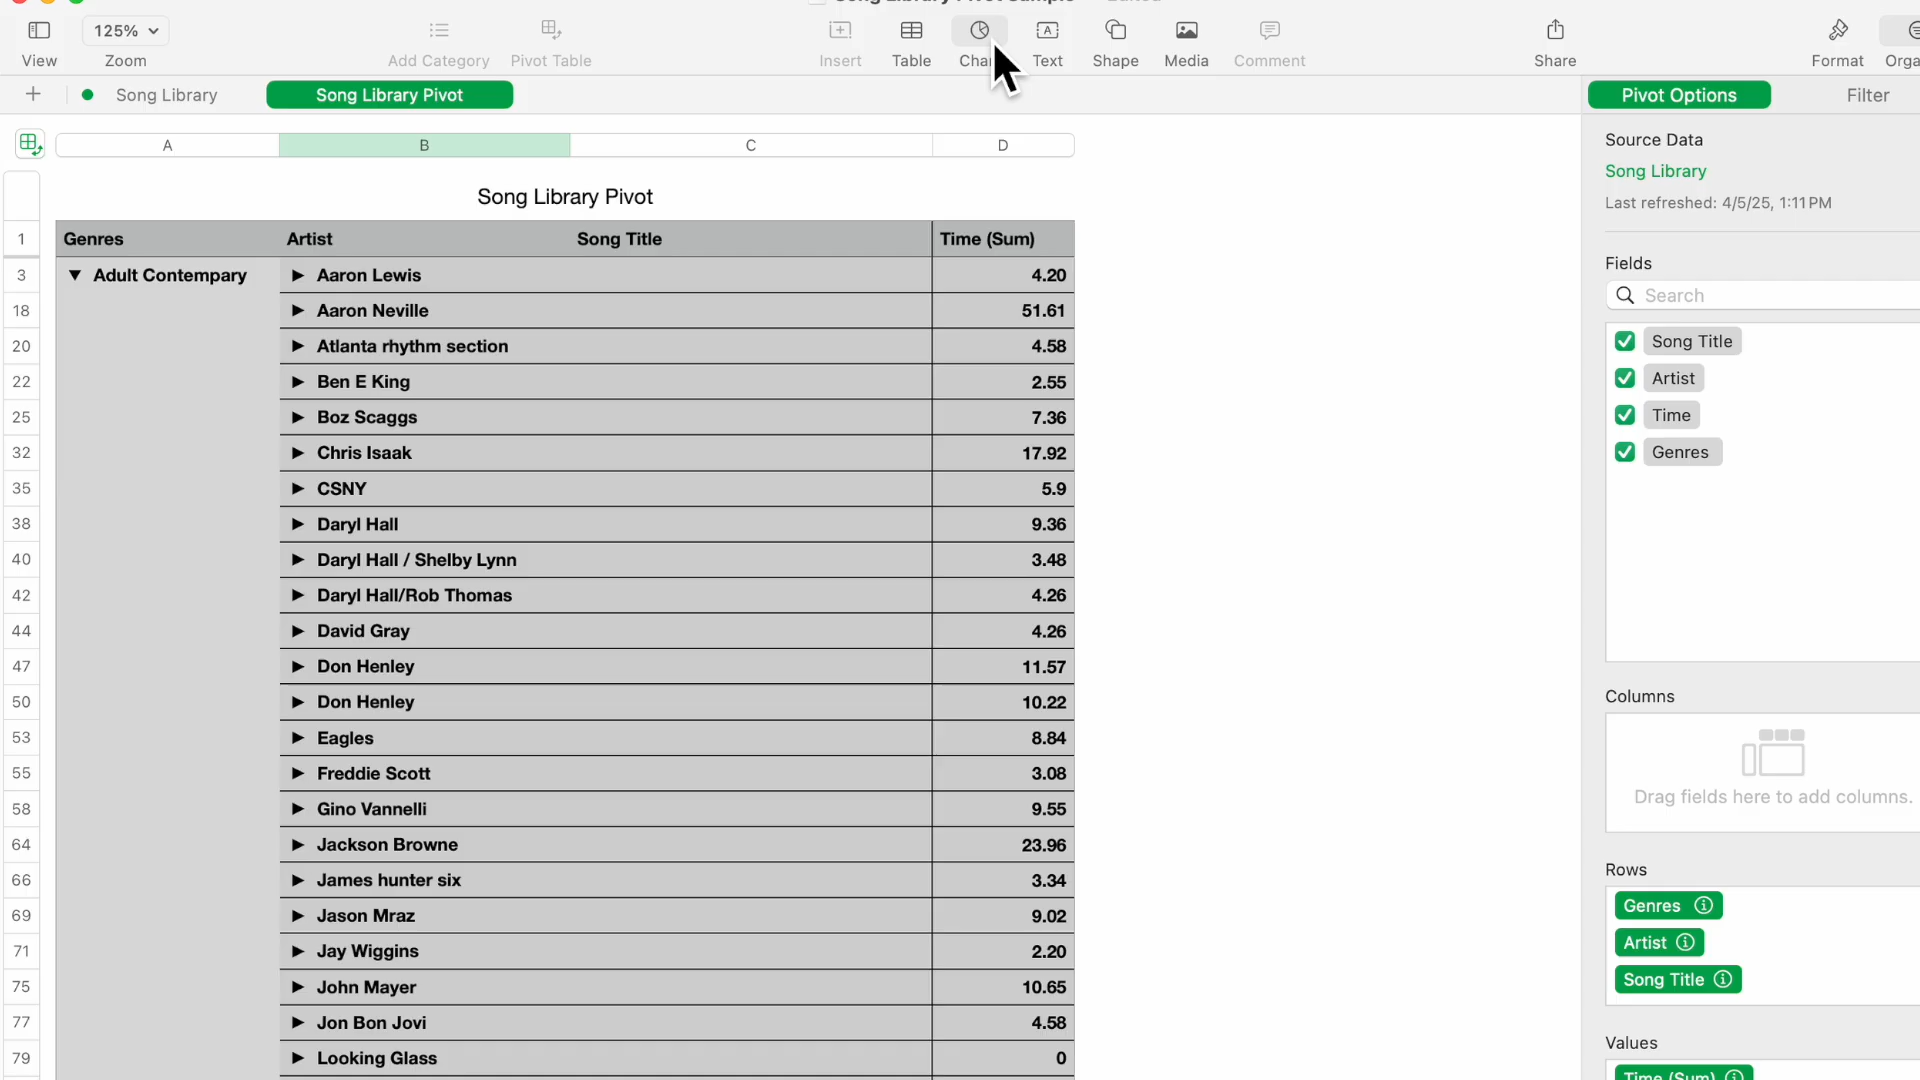 125%
View
Zoom
Add Category
Pivot Table
Insert
Table
Text
Shape
Media
Comment
Share
Format
Song Library
Song Library Pivot
Pivot Options
Filter
A
B
C
D
Song Library Pivot
1 Genres Artist Song Title Time (Sum)
3 Adult Contempary Aaron Lewis 4.20
18 Aaron Neville 51.61
20 Atlanta rhythm section 4.58
22 Ben E King 2.55
25 Boz Scaggs 7.36
32 Chris Isaak 17.92
35 CSNY 5.9
38 Daryl Hall 9.36
40 Daryl Hall / Shelby Lynn 3.48
42 Daryl Hall/Rob Thomas 4.26
44 David Gray 4.26
47 Don Henley 11.57
50 Don Henley 10.22
53 Eagles 8.84
55 Freddie Scott 3.08
58 Gino Vannelli 9.55
64 Jackson Browne 23.96
66 James hunter six 3.34
69 Jason Mraz 9.02
71 Jay Wiggins 2.20
75 John Mayer 10.65
77 Jon Bon Jovi 4.58
79 Looking Glass 0
Source Data
Song Library
Last refreshed: 4/5/25, 1:11 PM
Fields
Search
Song Title
Artist
Time
Genres
Columns
Drag fields here to add columns.
Rows
Genres
Artist
Song Title
Values
Time (Sum)